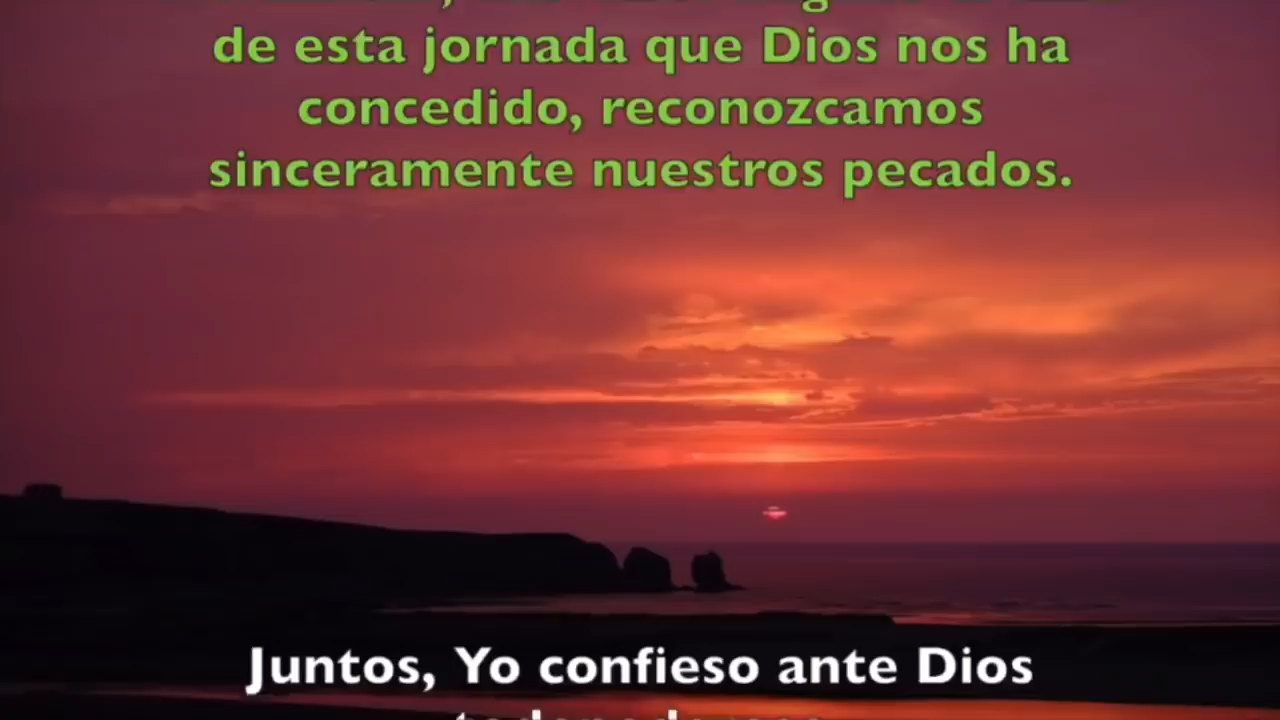 de esta jornada que Dios nos ha
concedido, reconozcamos
sinceramente nuestros pecados.
Juntos, Yo confieso ante Dios